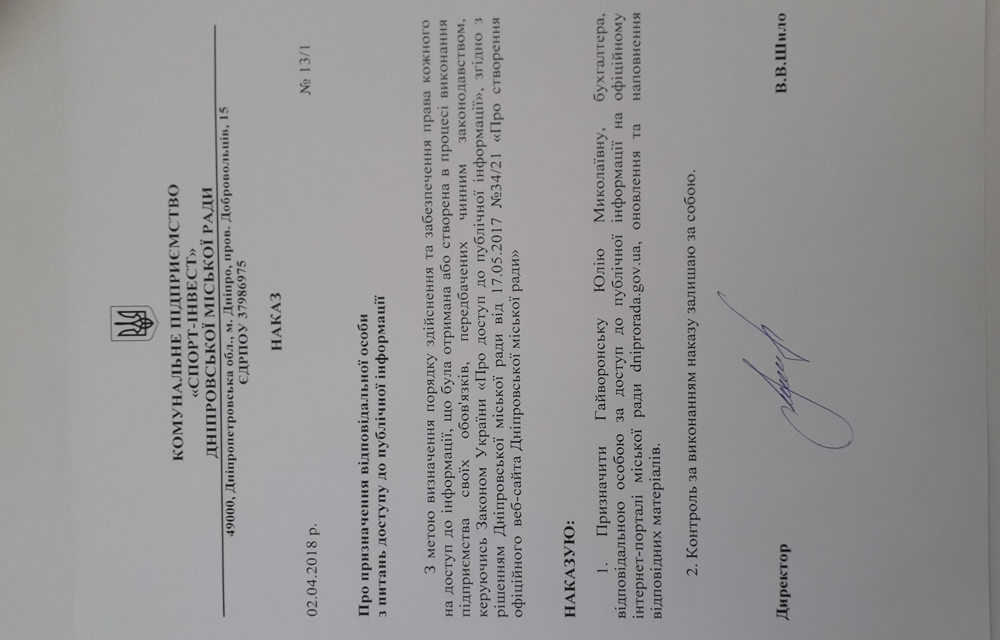 КОМУНАЛЬНЕ ПІДПРИЄМСТВО
«СПОРТ-ІНВЕСТ»
ДНІПРОВСЬКОЇ МІСЬКОЇ РАДИ
49000, Дніпропетровська обл., м. Дніпро, пров. Добровольців, 15
ЄДРПОУ 37986975
НАКАЗ
02.04.2018 р. № 13/1
Про призначення відповідальної особи
з питань доступу до публічної інформації
З метою визначення порядку здійснення та забезпечення права кожного
на доступ до інформації, що була отримана або створена в процесі виконання
підприємства своїх обов'язків, передбачених чинним законодавством,
керуючись Законом України «Про доступ до публічної інформації», згідно з
рішенням Дніпровської міської ради від 17.05.2017 №34/21 «Про створення
офіційного веб-сайта Дніпровської міської ради»
НАКАЗУЮ:
1. Призначити Гайворонську Юлію Миколаївну, бухгалтера,
відповідальною особою за доступ до публічної інформації на офіційному
інтернет-порталі міської ради dniprorada.gov.ua, оновлення та наповнення
відповідних матеріалів.
2. Контроль за виконанням наказу залишаю за собою.
Директор В.В.Шило